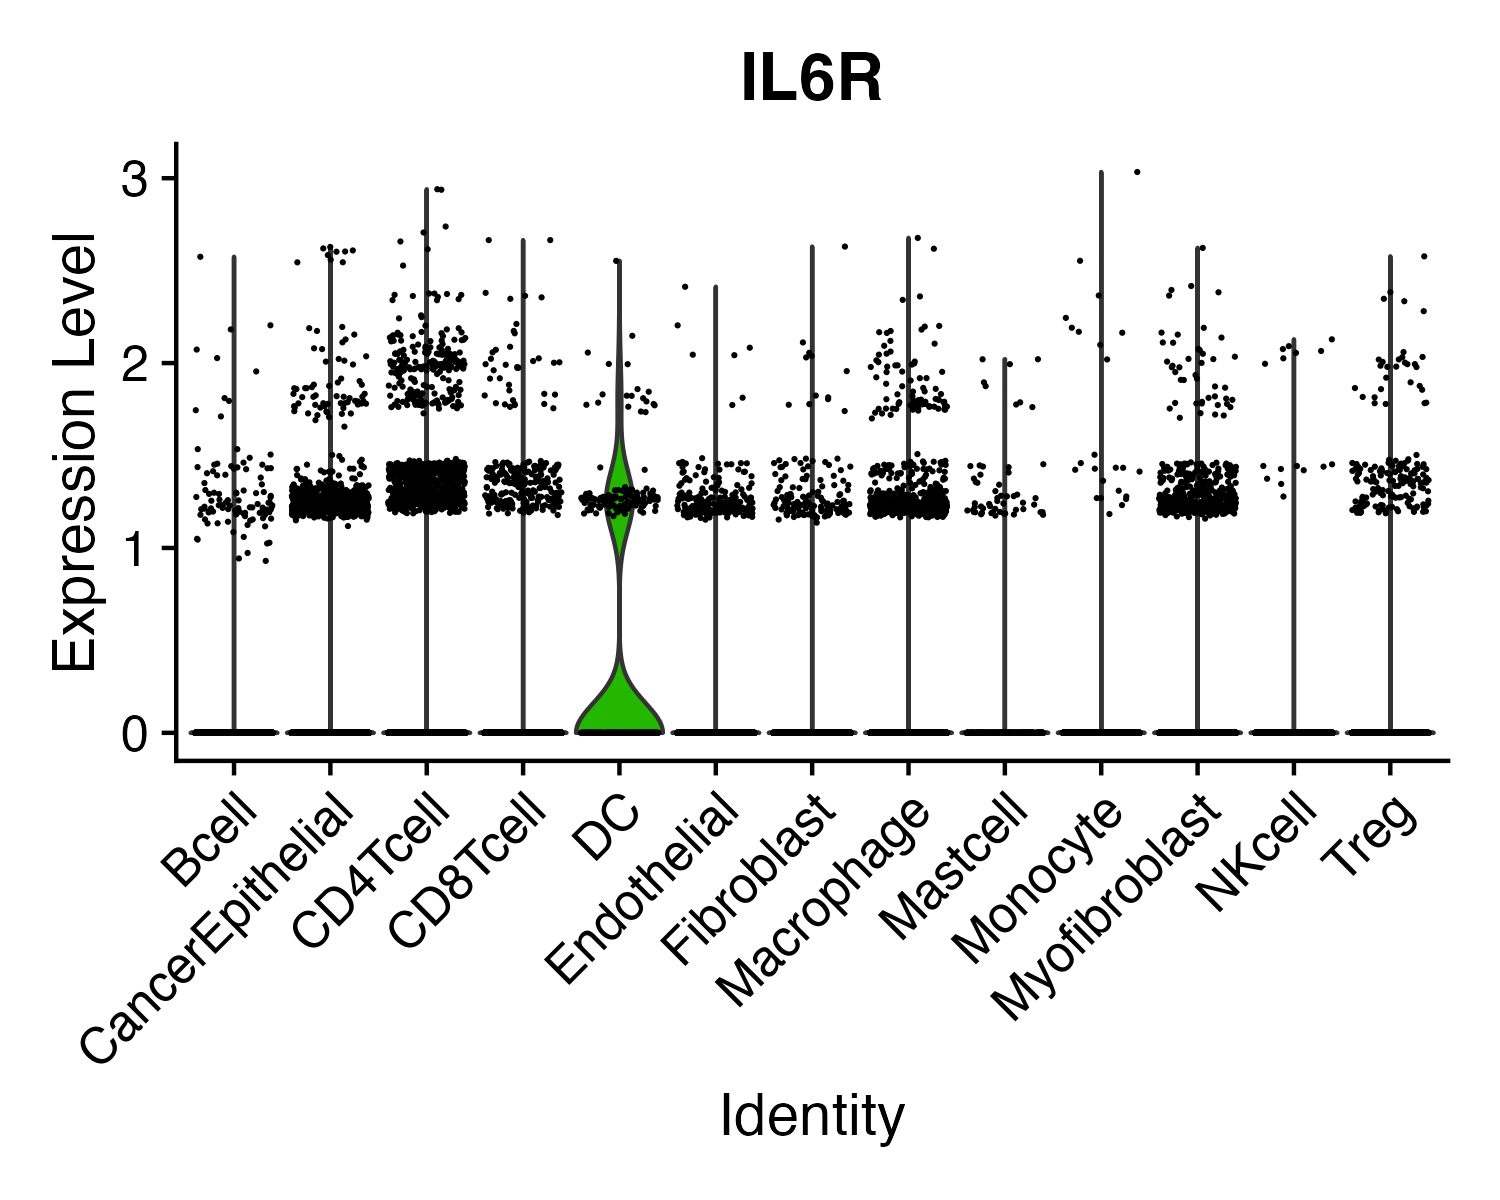 IL6R
Expression Level
3
2
1
0
Bcell
CancerEpithelial
CD4Tcell
CD8Tcell
DC
Endothelial
Fibroblast
Macrophage
Mastcell
Monocyte
Myofibroblast
NKcell
Treg
Identity